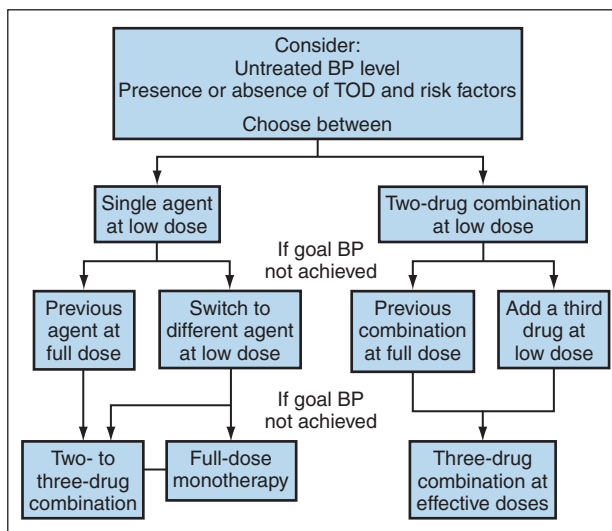 Consider:
Untreated BP level
Presence or absence of TOD and risk factors
Choose between
Single agent
at low dose
Two-drug combination
at low dose
If goal BP
not achieved
Previous
agent at
full dose
Switch to
different agent
at low dose
Previous
combination
at full dose
Add a third
drug at
low dose
If goal BP
not achieved
Two- to
three-drug
combination
Full-dose
monotherapy
Three-drug
combination at
effective doses